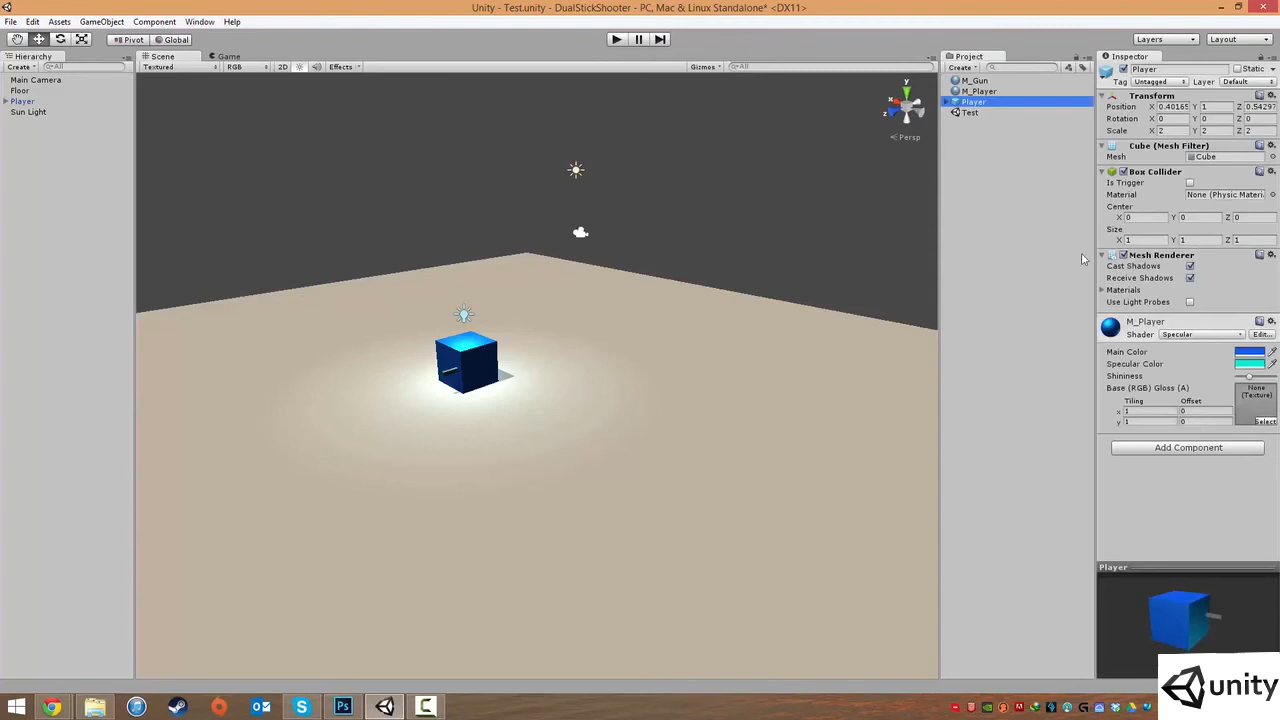 Unity - Test.unity - DualStickShooter - PC, Mac & Linux Standalone* <DX11>
File Edit Assets GameObject Component Window Help
Pivot Global Layers Layout
Hierarchy Scene Game Project Inspector
Create All Textured RGB 2D Effects Gizmos All Create
Main Camera
Floor
Player
Sun Light
y
x
z
Persp
M_Gun
M_Player
Player
Test
Player Static
Tag Untagged Layer Default
Transform
Position X 0.40165 Y 1 Z 0.54297
Rotation X 0 Y 0 Z 0
Scale X 2 Y 2 Z 2
Cube (Mesh Filter)
Mesh Cube
Box Collider
Is Trigger
Material None (Physic Materi
Center
X 0 Y 0 Z 0
Size
X 1 Y 1 Z 1
Mesh Renderer
Cast Shadows
Receive Shadows
Materials
Use Light Probes
M_Player
Shader Specular Edit...
Main Color
Specular Color
Shininess
Base (RGB) Gloss (A)
None
(Texture)
Tiling Offset
x 1 0
y 1 0
Select
Add Component
Player
unity